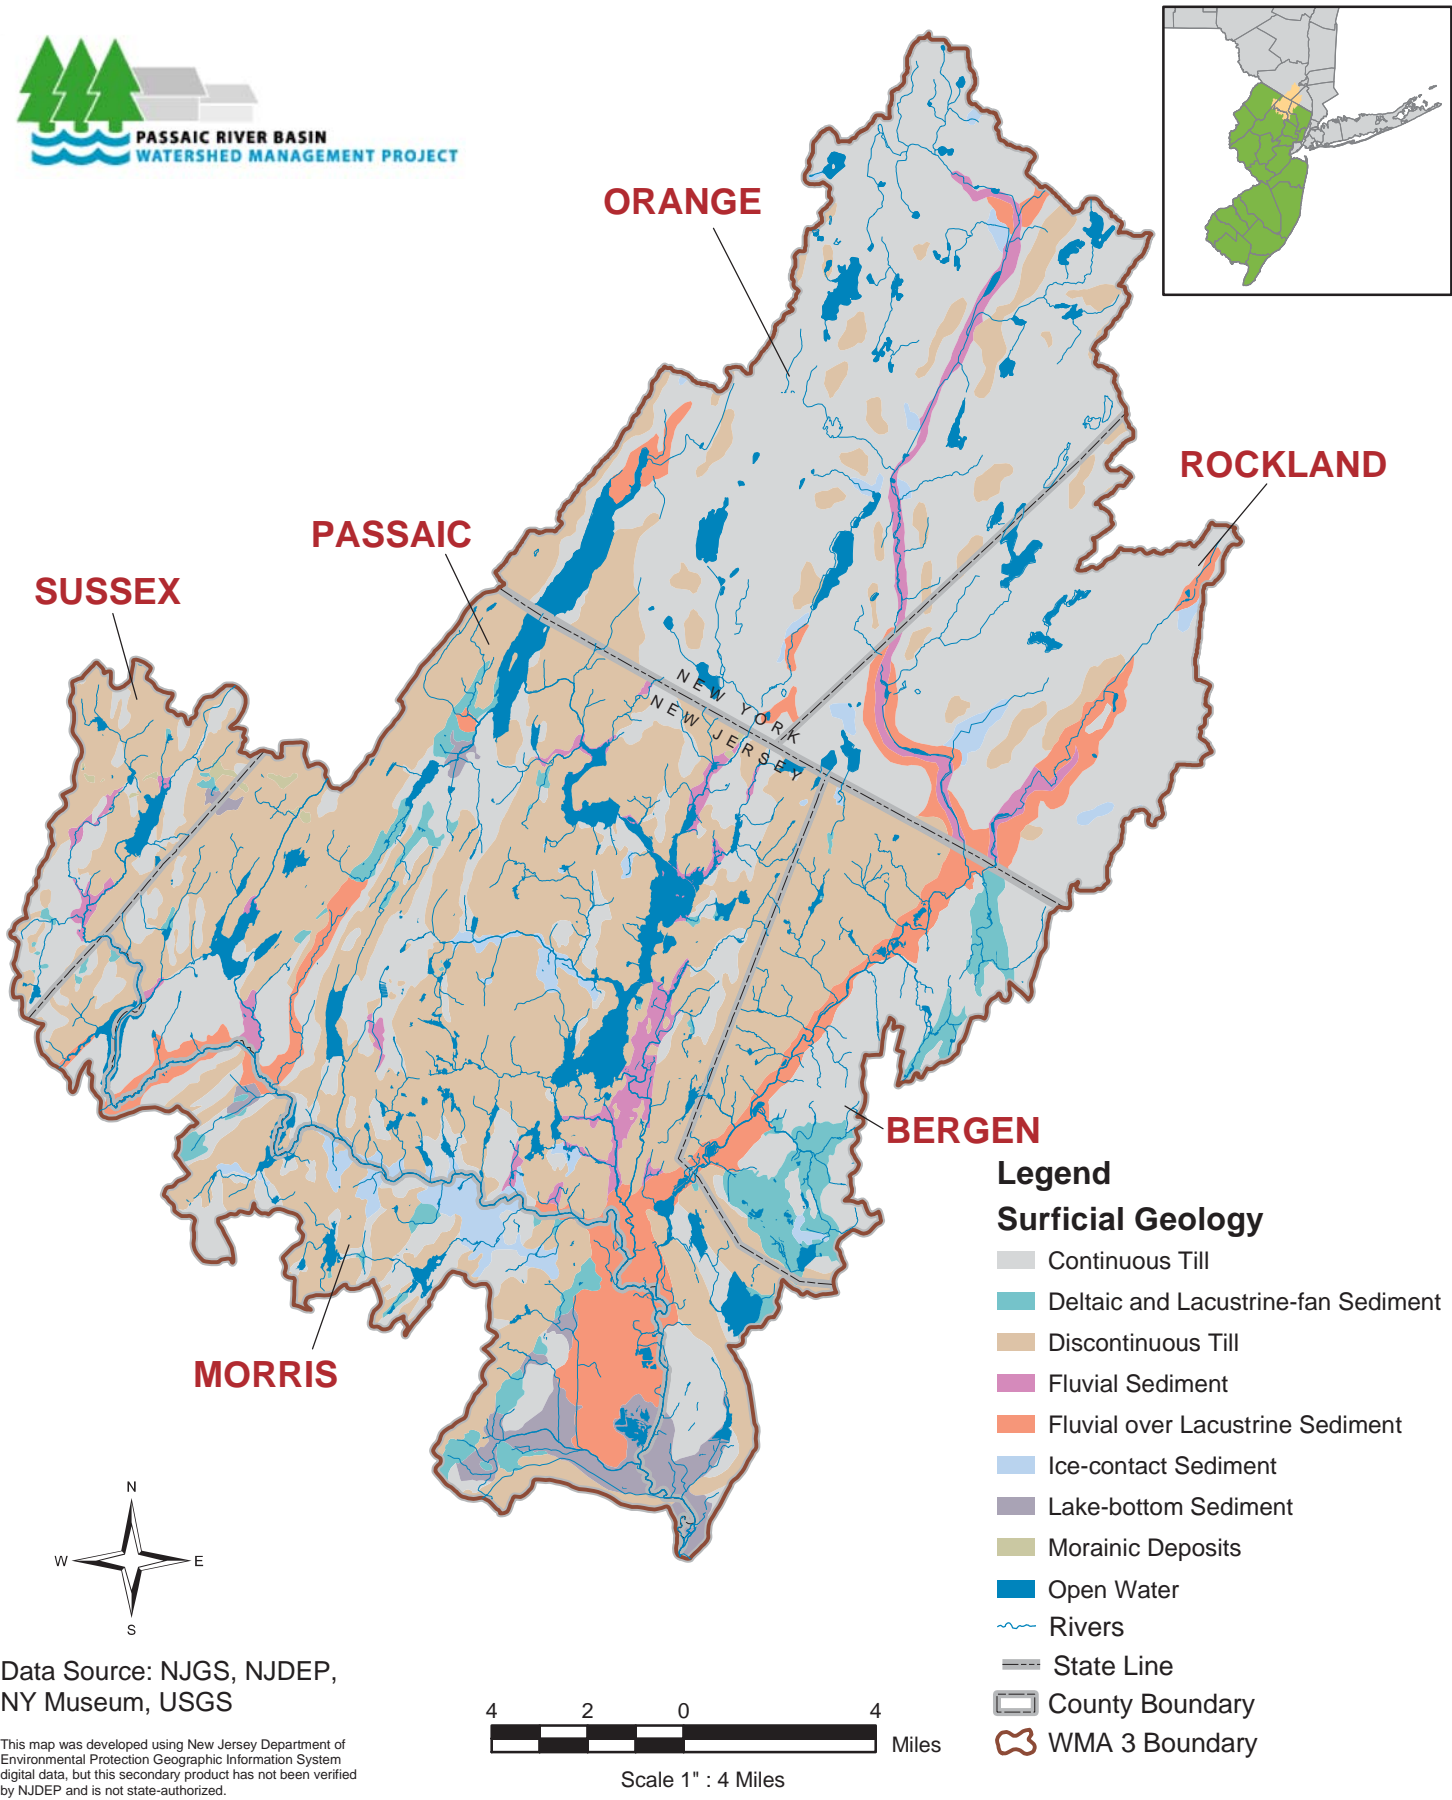 PASSAIC RIVER BASIN
WATERSHED MANAGEMENT PROJECT
ORANGE
ROCKLAND
PASSAIC
SUSSEX
NEW YORK
NEW JERSEY
BERGEN
MORRIS
Legend
Surficial Geology
Continuous Till
Deltaic and Lacustrine-fan Sediment
Discontinuous Till
Fluvial Sediment
Fluvial over Lacustrine Sediment
Ice-contact Sediment
Lake-bottom Sediment
Morainic Deposits
Open Water
Rivers
State Line
County Boundary
WMA 3 Boundary
N
W
E
S
Data Source: NJGS, NJDEP,
NY Museum, USGS
This map was developed using New Jersey Department of
Environmental Protection Geographic Information System
digital data, but this secondary product has not been verified
by NJDEP and is not state-authorized.
4 2 0 4
Miles
Scale 1" : 4 Miles